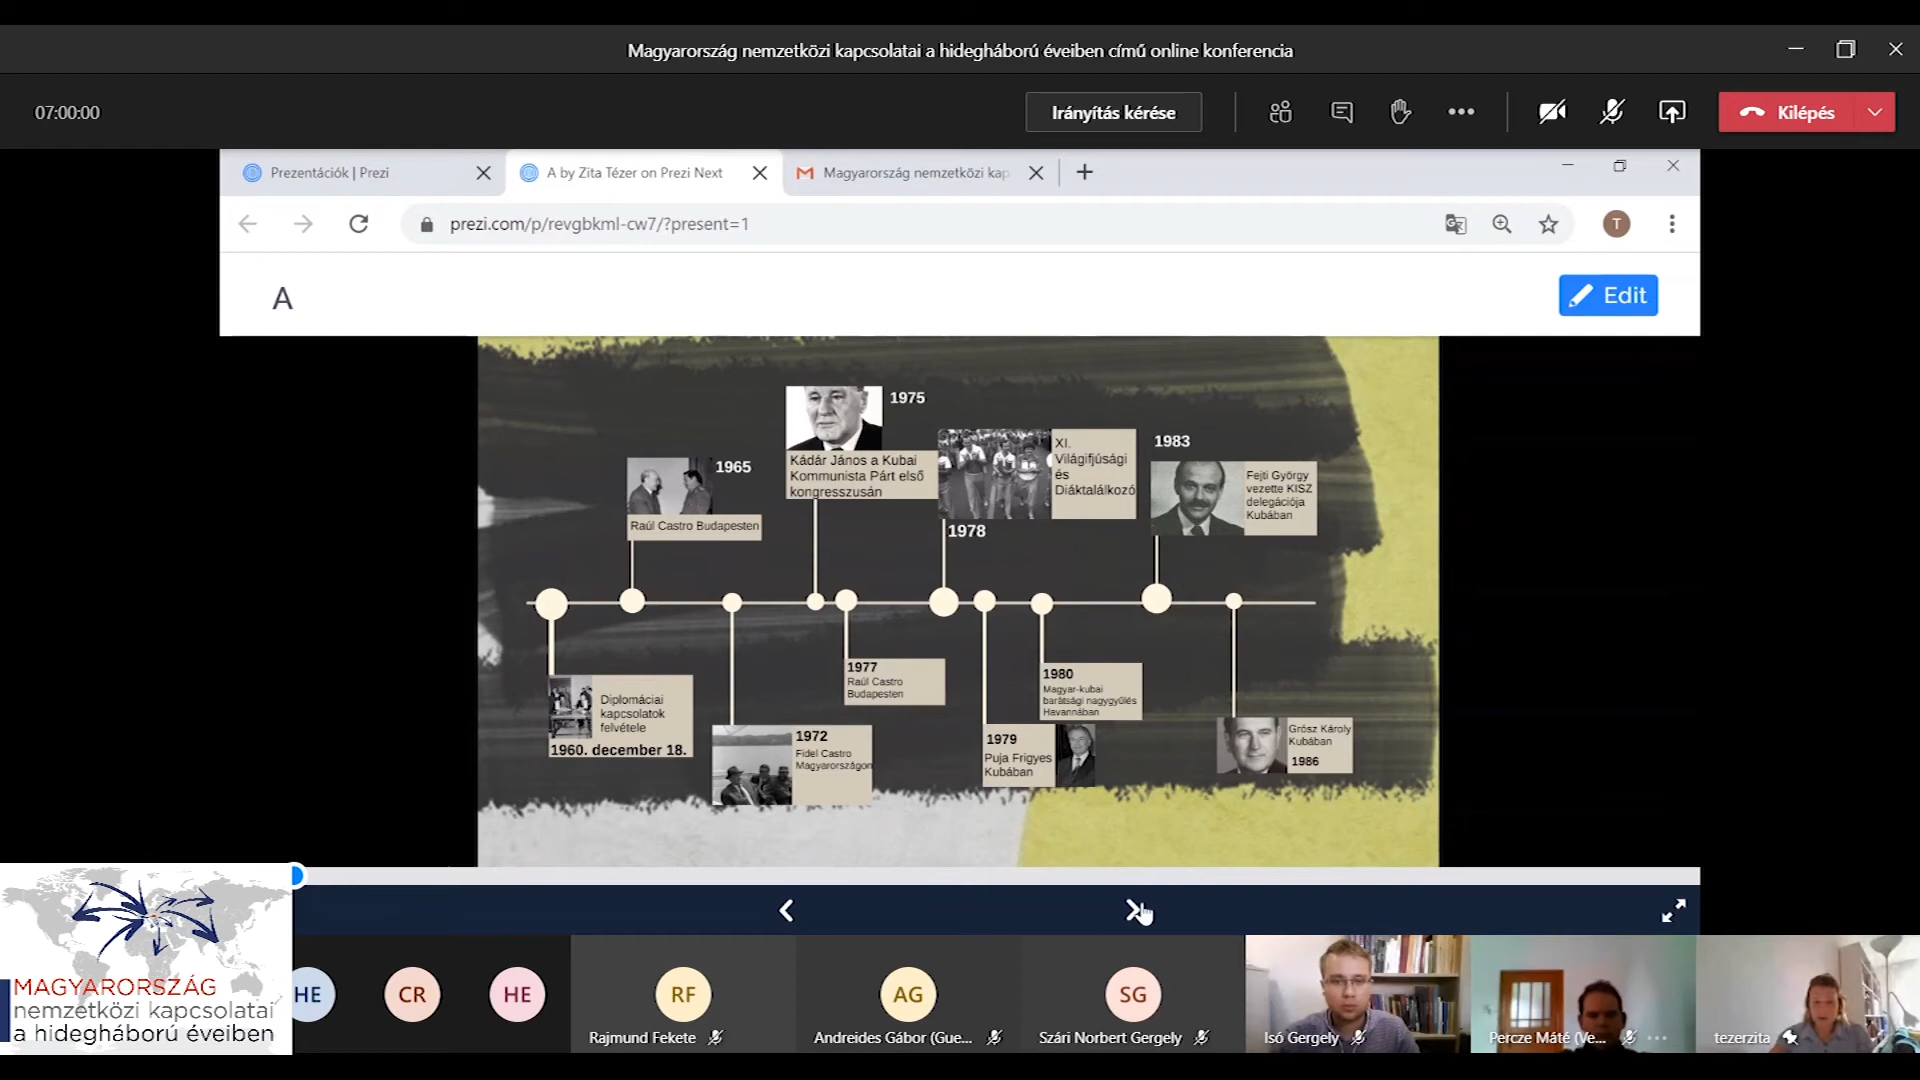 Magyarország nemzetközi kapcsolatai a hidegháború éveiben című online konferencia
07:00:00
Irányítás kérése
Kilépés
Prezentációk | Prezi
A by Zita Tézer on Prezi Next
Magyarország nemzetközi kap
prezi.com/p/revgbkml-cw7/?present=1
T
A
Edit
1975
Kádár János a Kubai
Kommunista Párt első
kongresszusán
1965
Raúl Castro Budapesten
XI.
Világifjúsági
és
Diáktalálkozó
1978
1983
Fejti György
vezette KISZ
delegációja
Kubában
Diplomáciai
kapcsolatok
felvétele
1960. december 18.
1972
Fidel Castro
Magyarországon
1977
Raúl Castro
Budapesten
1979
Puja Frigyes
Kubában
1980
Magyar-kubai
barátsági nagygyűlés
Havannában
Grósz Károly
Kubában
1986
MAGYARORSZÁG
nemzetközi kapcsolatai
a hidegháború éveiben
HE
CR
HE
RF
Rajmund Fekete
AG
Andreides Gábor (Gue...
SG
Szári Norbert Gergely
Isó Gergely
Percze Máté (Ve...
tezerzita